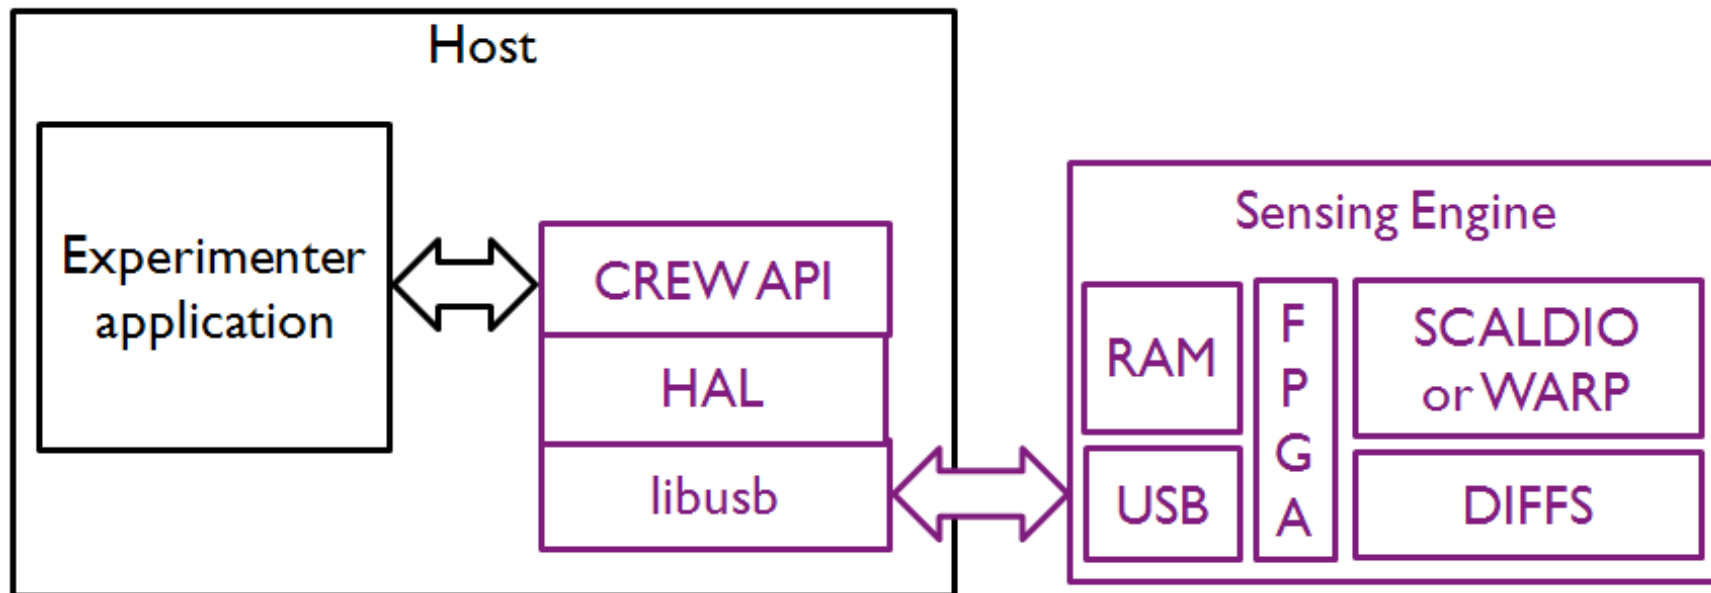 Host
Experimenter
application
CREW API
HAL
libusb
Sensing Engine
RAM
USB
F
P
G
A
SCALDIO
or WARP
DIFFS